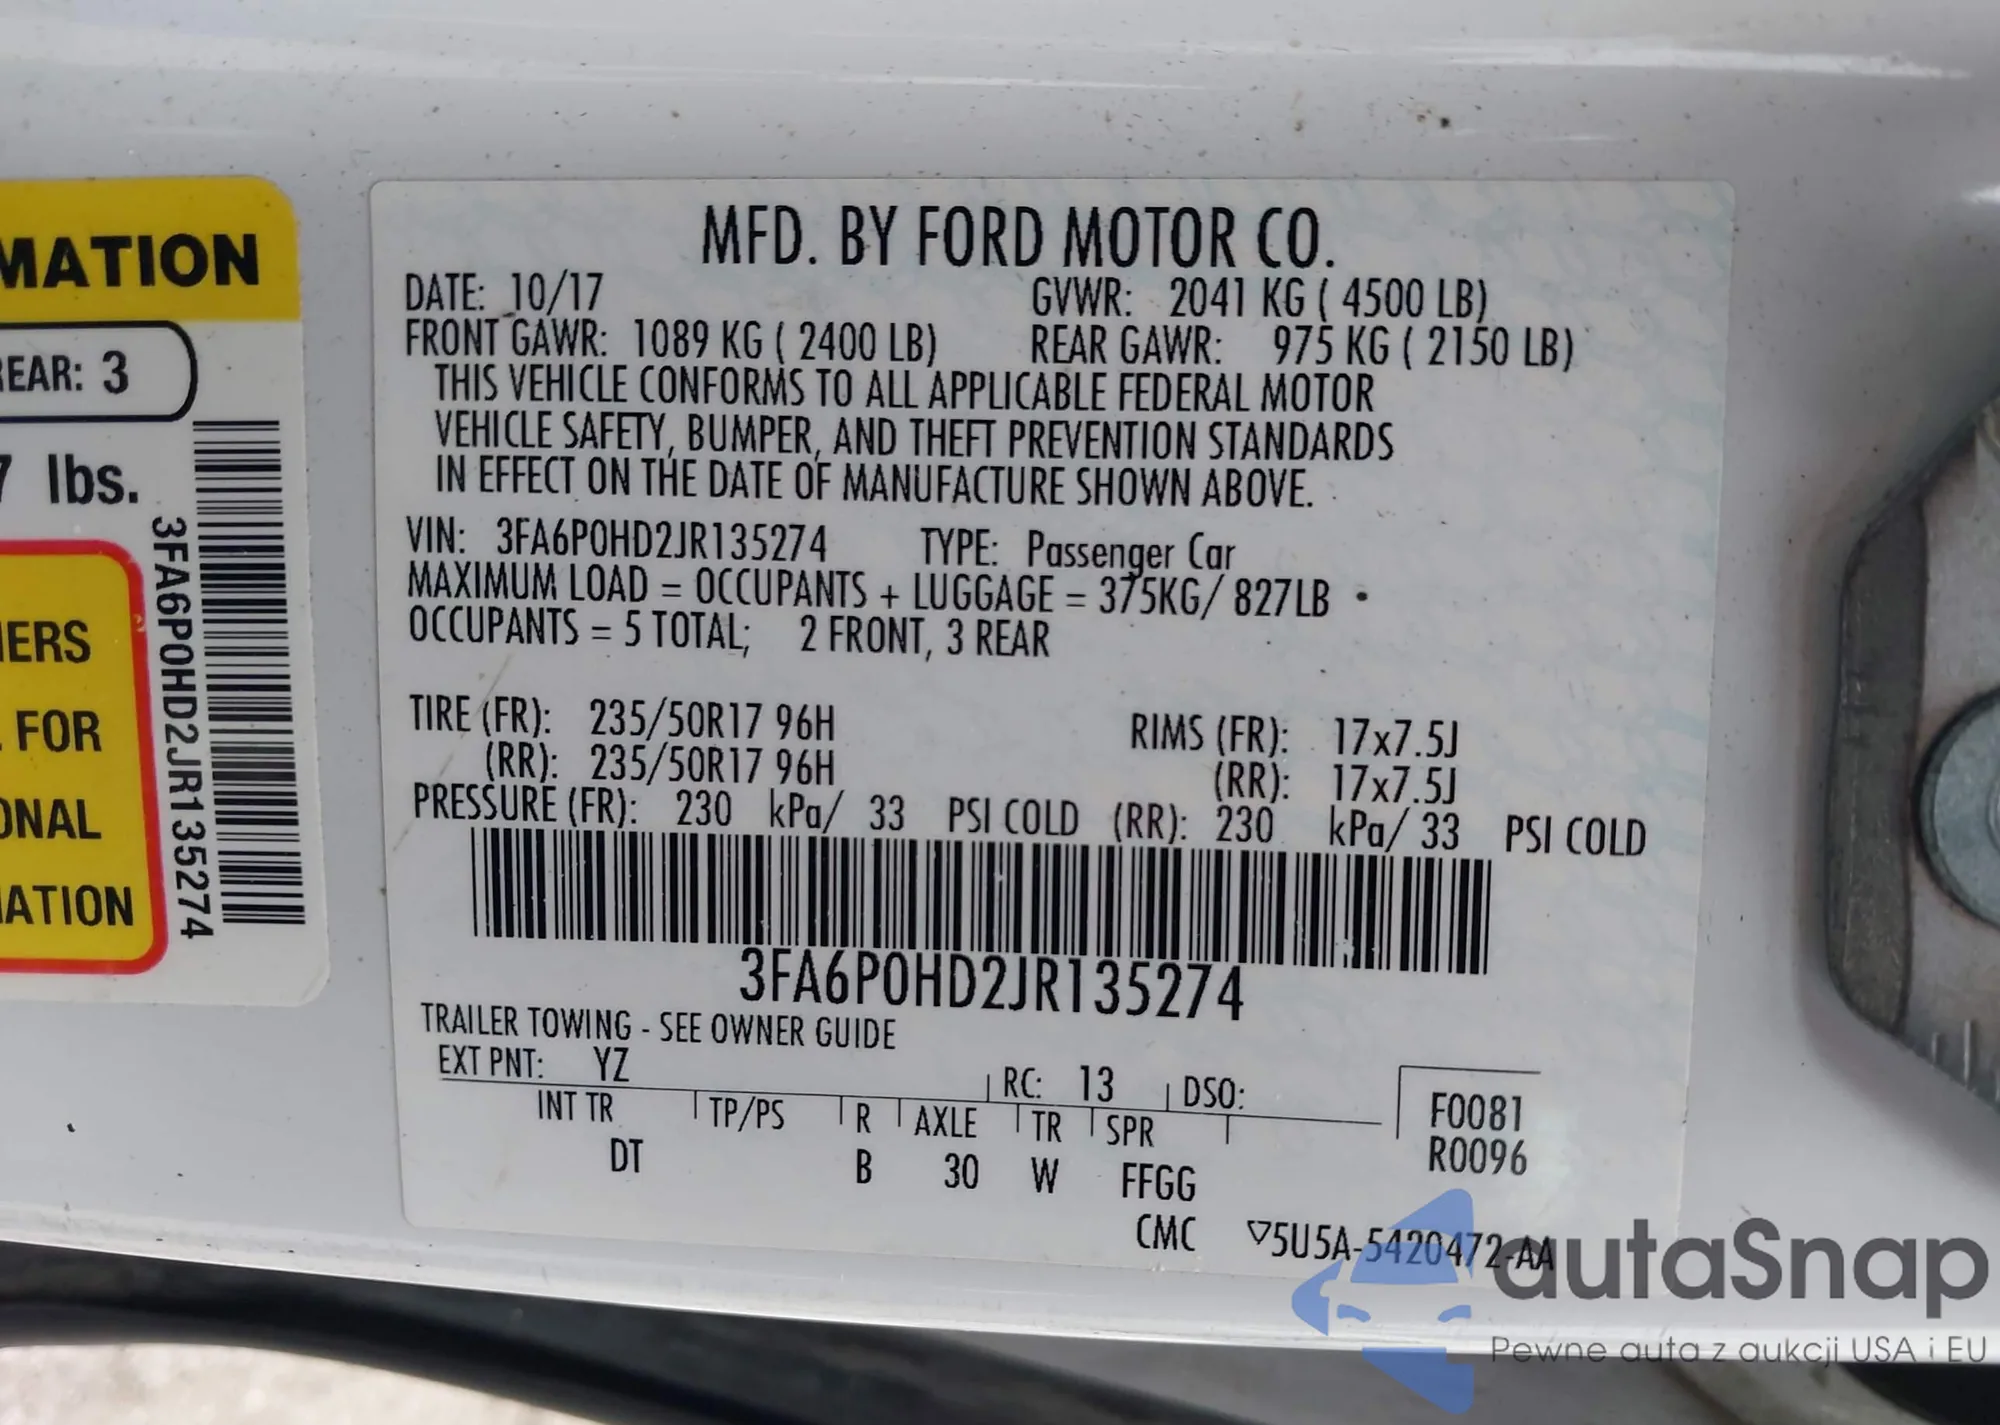 MATION
REAR: 3
7 lbs.
IERS
FOR
ONAL
ATION
3FA6P0HD2JR135274
MFD. BY FORD MOTOR CO.
DATE: 10/17 GVWR: 2041 KG ( 4500 LB)
FRONT GAWR: 1089 KG ( 2400 LB) REAR GAWR: 975 KG ( 2150 LB)
THIS VEHICLE CONFORMS TO ALL APPLICABLE FEDERAL MOTOR
VEHICLE SAFETY, BUMPER, AND THEFT PREVENTION STANDARDS
IN EFFECT ON THE DATE OF MANUFACTURE SHOWN ABOVE.
VIN: 3FA6P0HD2JR135274 TYPE: Passenger Car
MAXIMUM LOAD = OCCUPANTS + LUGGAGE = 375KG/ 827LB
OCCUPANTS = 5 TOTAL; 2 FRONT, 3 REAR
TIRE (FR): 235/50R17 96H RIMS (FR): 17x7.5J
(RR): 235/50R17 96H (RR): 17x7.5J
PRESSURE (FR): 230 kPa/ 33 PSI COLD (RR): 230 kPa/ 33 PSI COLD
3FA6P0HD2JR135274
TRAILER TOWING - SEE OWNER GUIDE
EXT PNT: YZ RC: 13 DSO:
INT TR TP/PS R AXLE TR SPR
DT B 30 W FFGG
F0081
R0096
CMC ▽5U5A-5420472-AA
autaSnap
Pewne auta z aukcji USA i EU